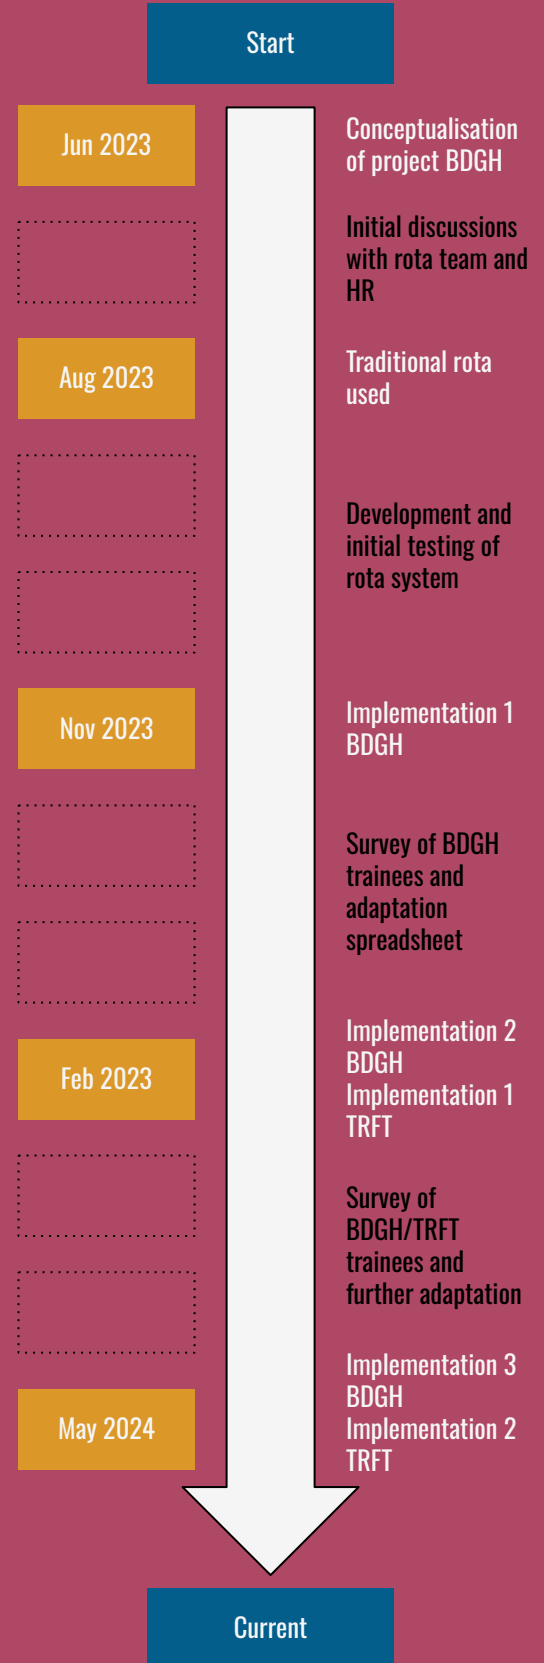 Start
Jun 2023
Conceptualisation
of project BDGH
Initial discussions
with rota team and
HR
Aug 2023
Traditional rota
used
Development and
initial testing of
rota system
Nov 2023
Implementation 1
BDGH
Survey of BDGH
trainees and
adaptation
spreadsheet
Feb 2023
Implementation 2
BDGH
Implementation 1
TRFT
Survey of
BDGH/TRFT
trainees and
further adaptation
May 2024
Implementation 3
BDGH
Implementation 2
TRFT
Current